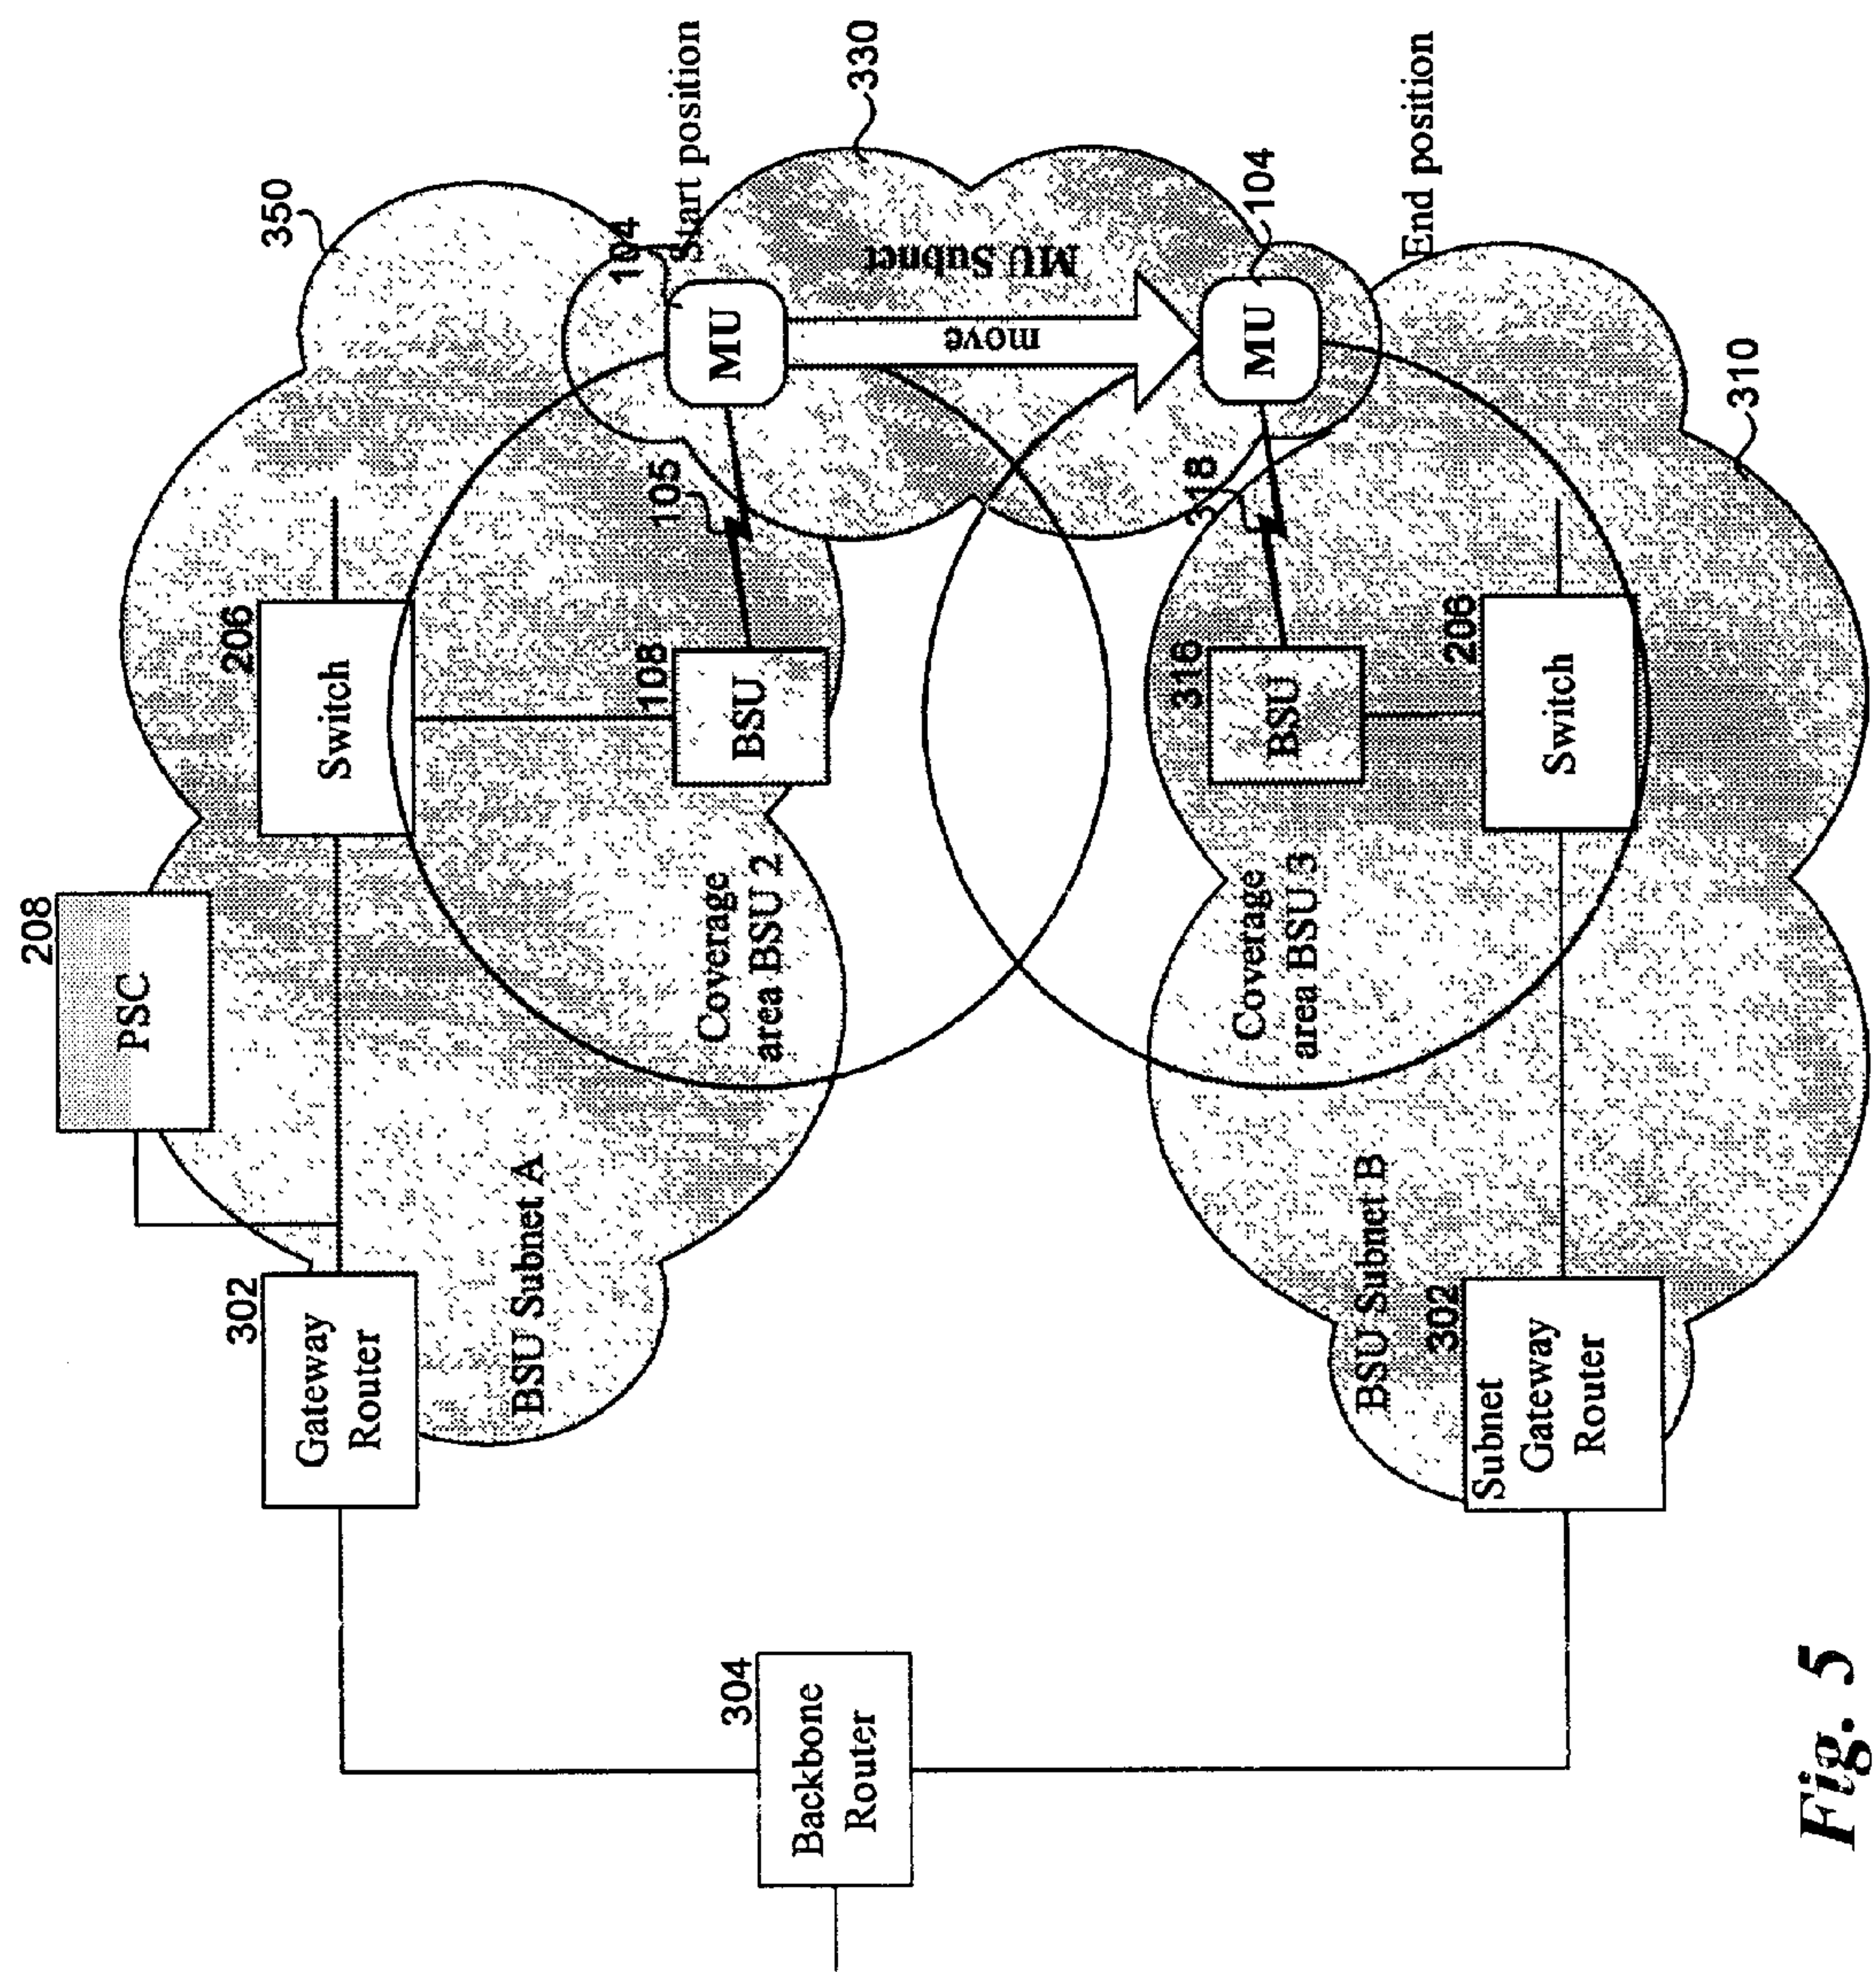 208
PSC
302
Gateway
Router
206
Switch
350
BSU Subnet A
Coverage
area BSU 2
108
BSU
105
104
MU
Start position
330
304
Backbone
Router
move
MU Subnet
BSU Subnet B
Coverage
area BSU 3
316
BSU
318
104
MU
End position
302
Subnet
Gateway
Router
206
Switch
310
Fig. 5